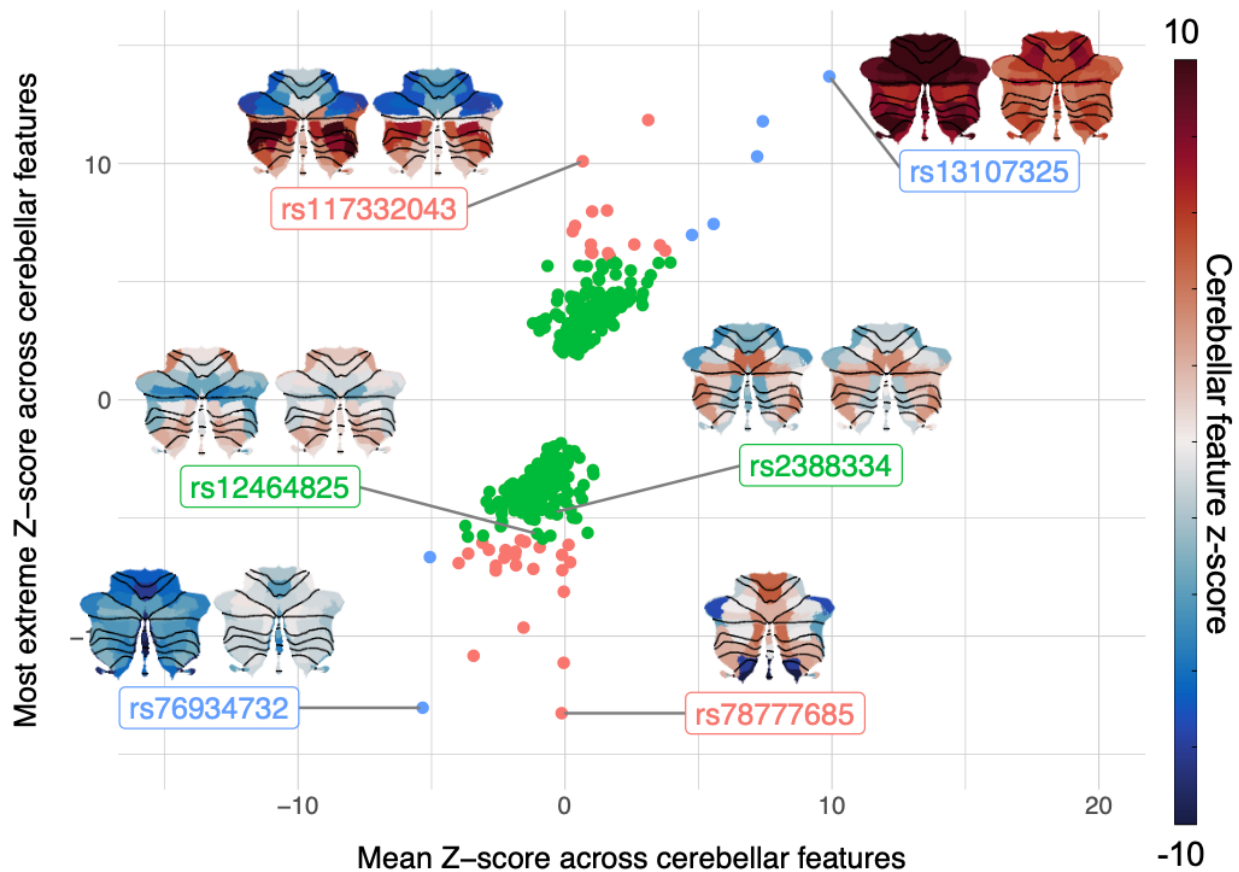 10
rs117332043
rs13107325
10
0
rs12464825
rs2388334
rs76934732
rs78777685
−10
0
10
20
Mean Z−score across cerebellar features
Most extreme Z−score across cerebellar features
Cerebellar feature z-score
-10